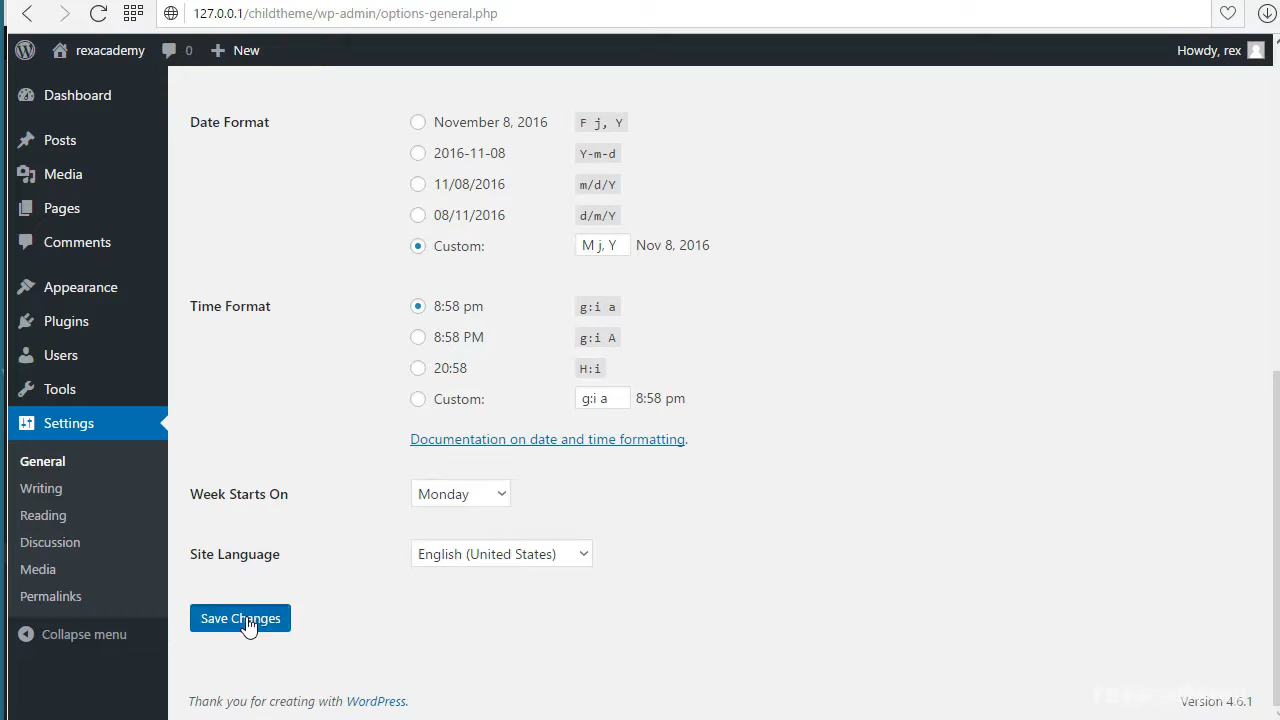 127.0.0.1/childtheme/wp-admin/options-general.php
rexacademy 0 New Howdy, rex
Dashboard
Posts
Media
Pages
Comments
Appearance
Plugins
Users
Tools
Settings
General
Writing
Reading
Discussion
Media
Permalinks
Collapse menu
Date Format
November 8, 2016 F j, Y
2016-11-08 Y-m-d
11/08/2016 m/d/Y
08/11/2016 d/m/Y
Custom: M j, Y Nov 8, 2016
Time Format
8:58 pm g:i a
8:58 PM g:i A
20:58 H:i
Custom: g:i a 8:58 pm
Documentation on date and time formatting.
Week Starts On Monday
Site Language English (United States)
Save Changes
Thank you for creating with WordPress.
Version 4.6.1